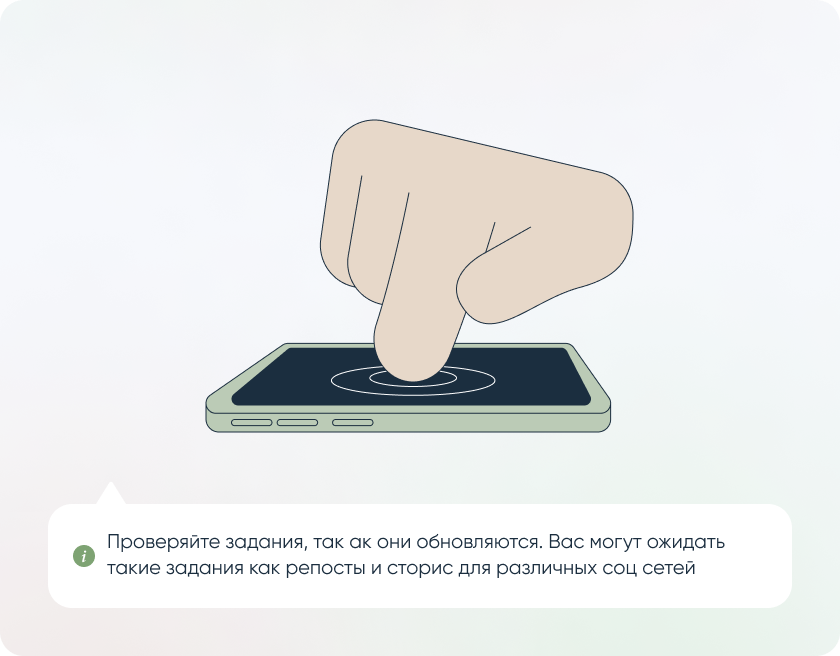 Проверяйте задания, так ак они обновляются. Вас могут ожидать
такие задания как репосты и сторис для различных соц сетей